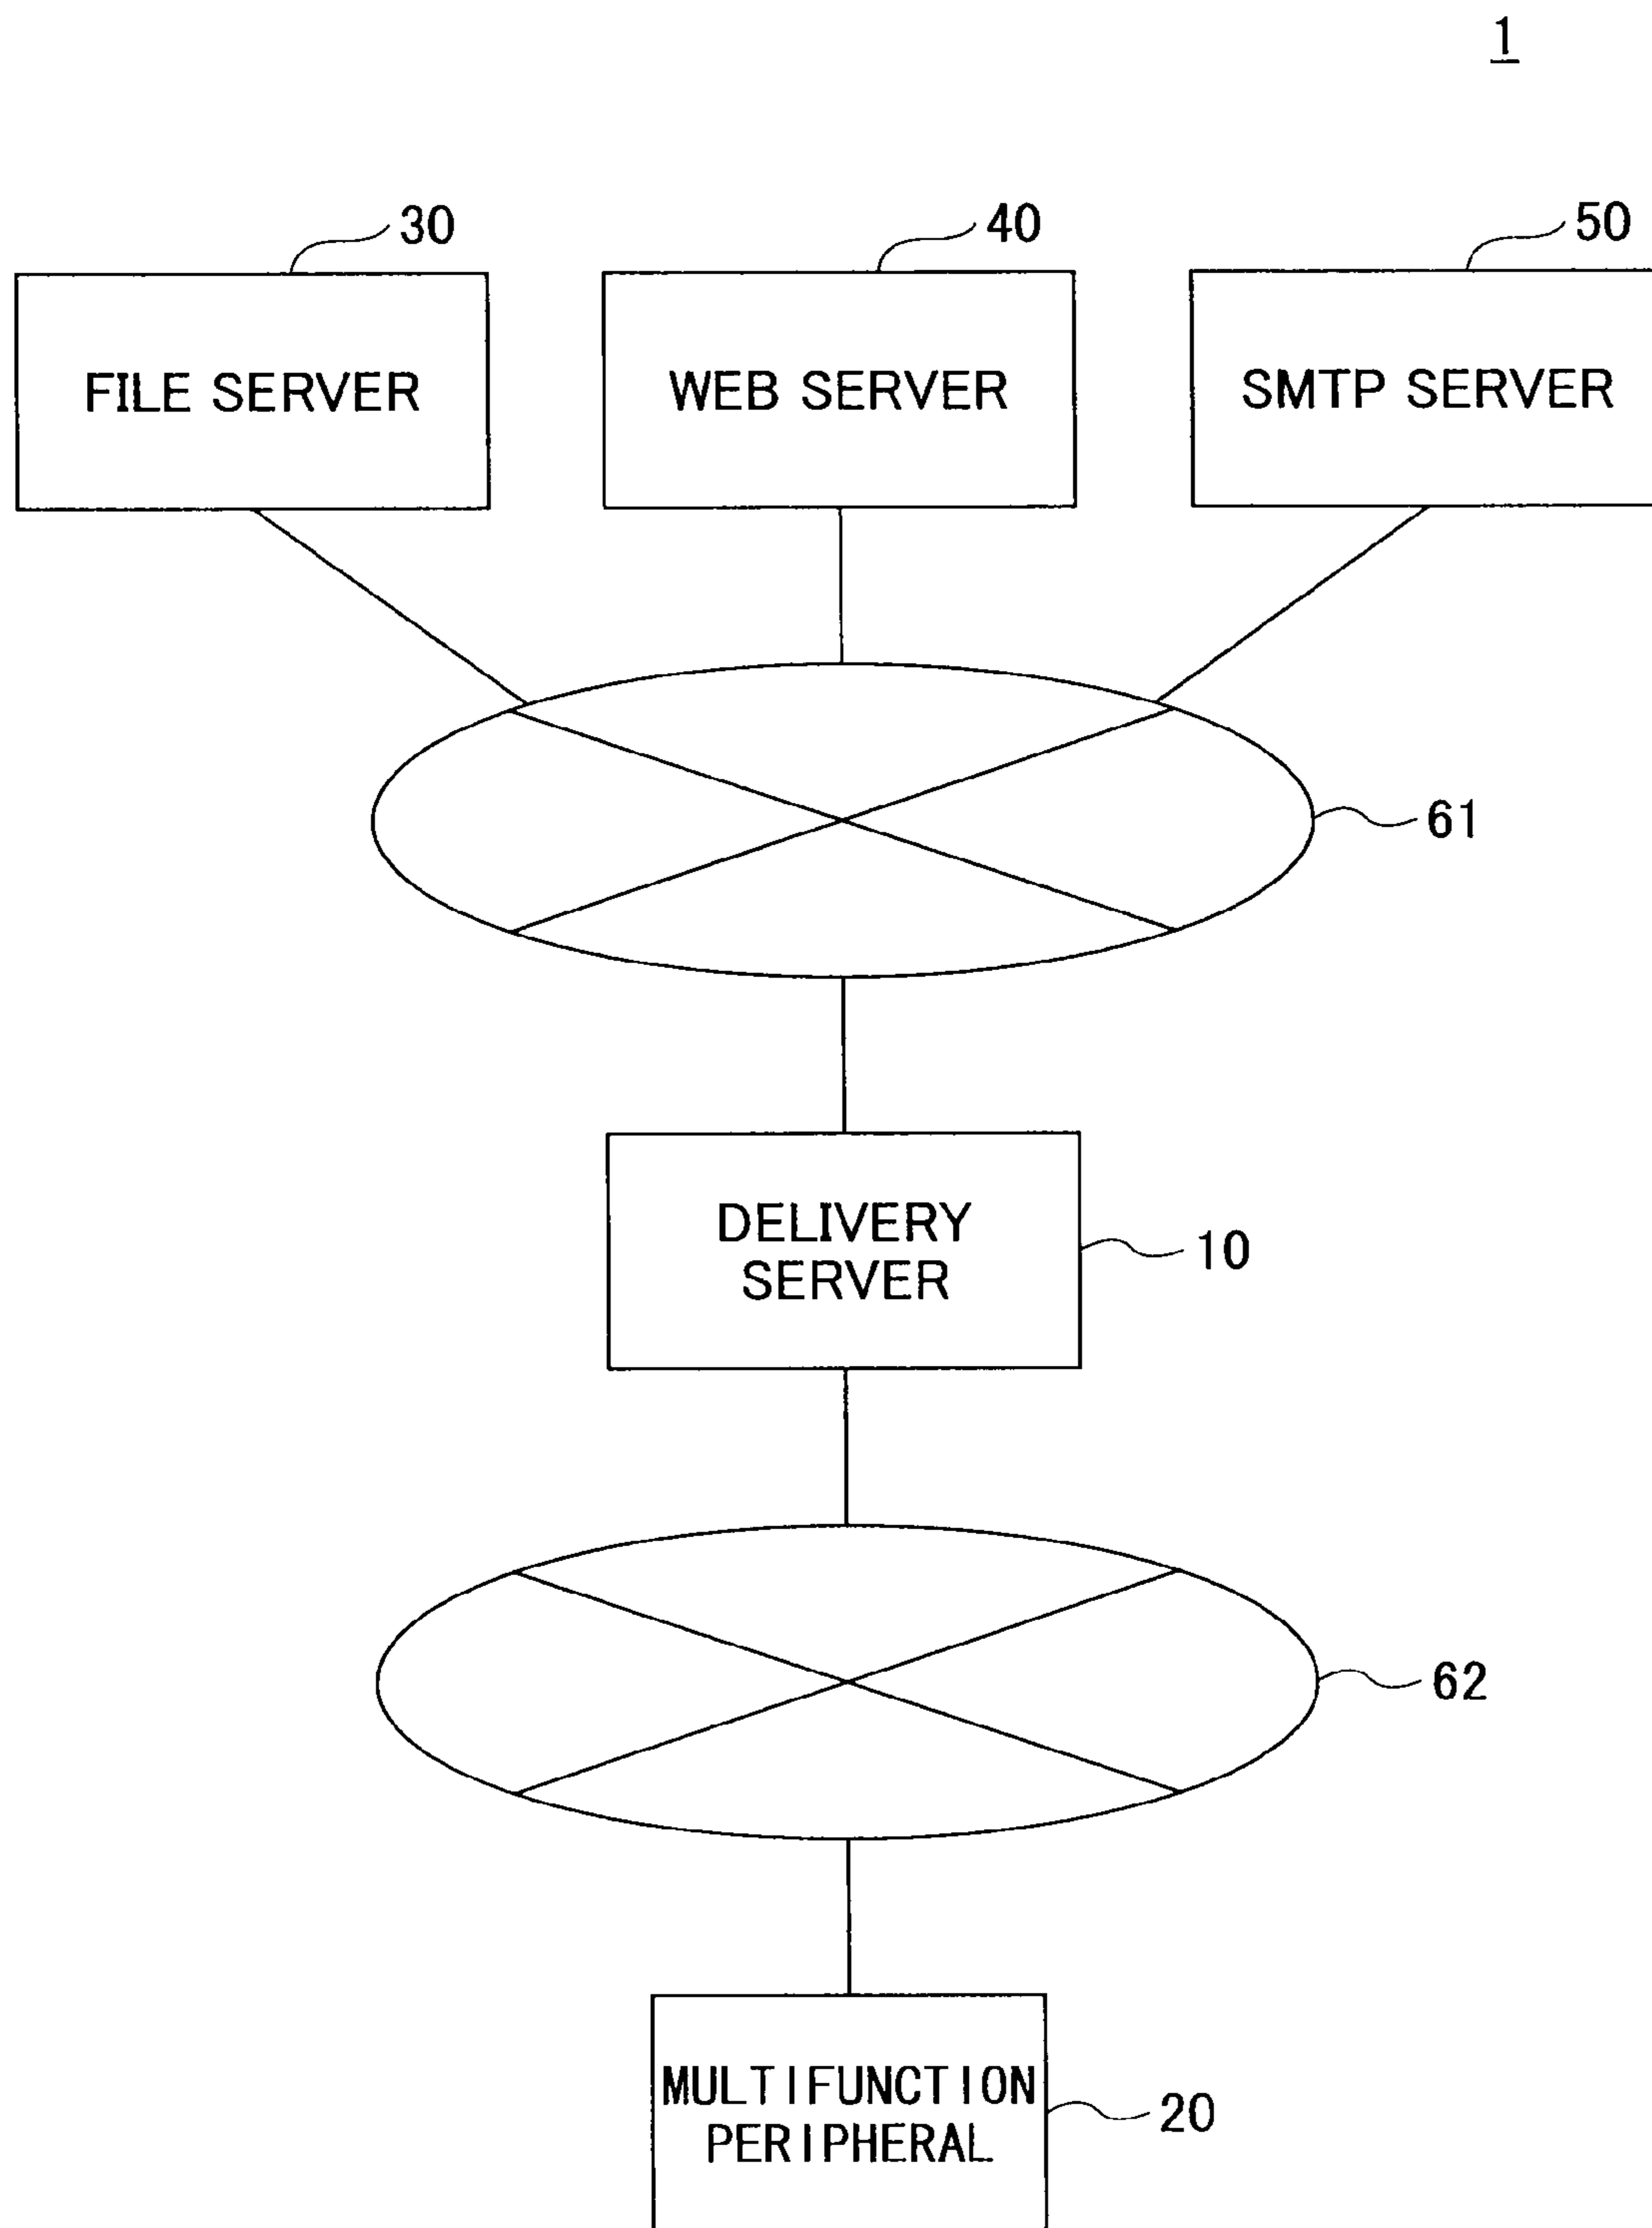 1
30
40
50
FILE SERVER
WEB SERVER
SMTP SERVER
61
DELIVERY
SERVER
10
62
MULTIFUNCTION
PERIPHERAL
20